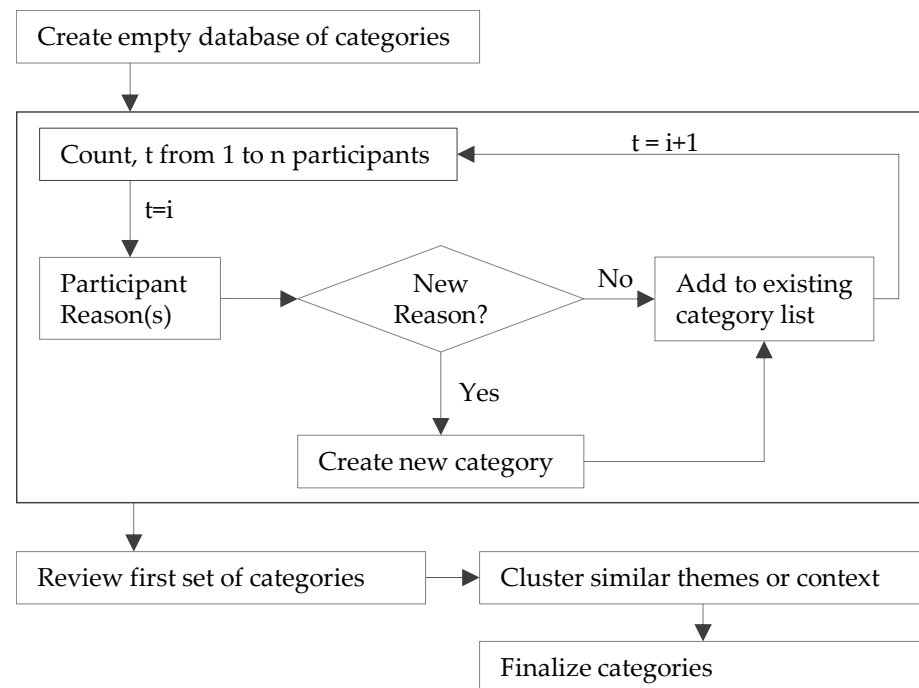 Create empty database of categories
Count, t from 1 to n participants
t = i+1
t=i
Participant
Reason(s)
New
Reason?
No
Add to existing
category list
Yes
Create new category
Review first set of categories
Cluster similar themes or context
Finalize categories